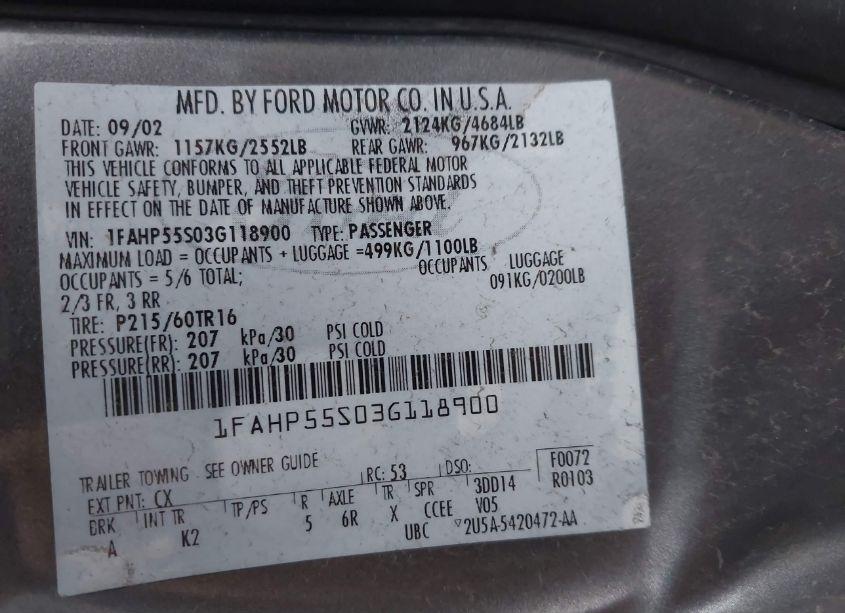 MFD. BY FORD MOTOR CO. IN U.S.A.
DATE: 09/02 GVWR: 2124KG/4684LB
FRONT GAWR: 1157KG/2552LB REAR GAWR: 967KG/2132LB
THIS VEHICLE CONFORMS TO ALL APPLICABLE FEDERAL MOTOR
VEHICLE SAFETY, BUMPER, AND THEFT PREVENTION STANDARDS
IN EFFECT ON THE DATE OF MANUFACTURE SHOWN ABOVE.
VIN: 1FAHP55S03G118900 TYPE: PASSENGER
MAXIMUM LOAD = OCCUPANTS + LUGGAGE =499KG/1100LB
OCCUPANTS = 5/6 TOTAL; OCCUPANTS LUGGAGE
2/3 FR, 3 RR 091KG/0200LB
TIRE: P215/60TR16
PRESSURE(FR): 207 kPa/30 PSI COLD
PRESSURE(RR): 207 kPa/30 PSI COLD
1FAHP55S03G118900
TRAILER TOWING - SEE OWNER GUIDE
EXT PNT: CX RC: 53 DSO: F0072
BRK INT TR TP/PS R AXLE TR SPR 3DD14 R0103
A K2 5 6R X CCEE V05
UBC ▽2U5A-5420472-AA